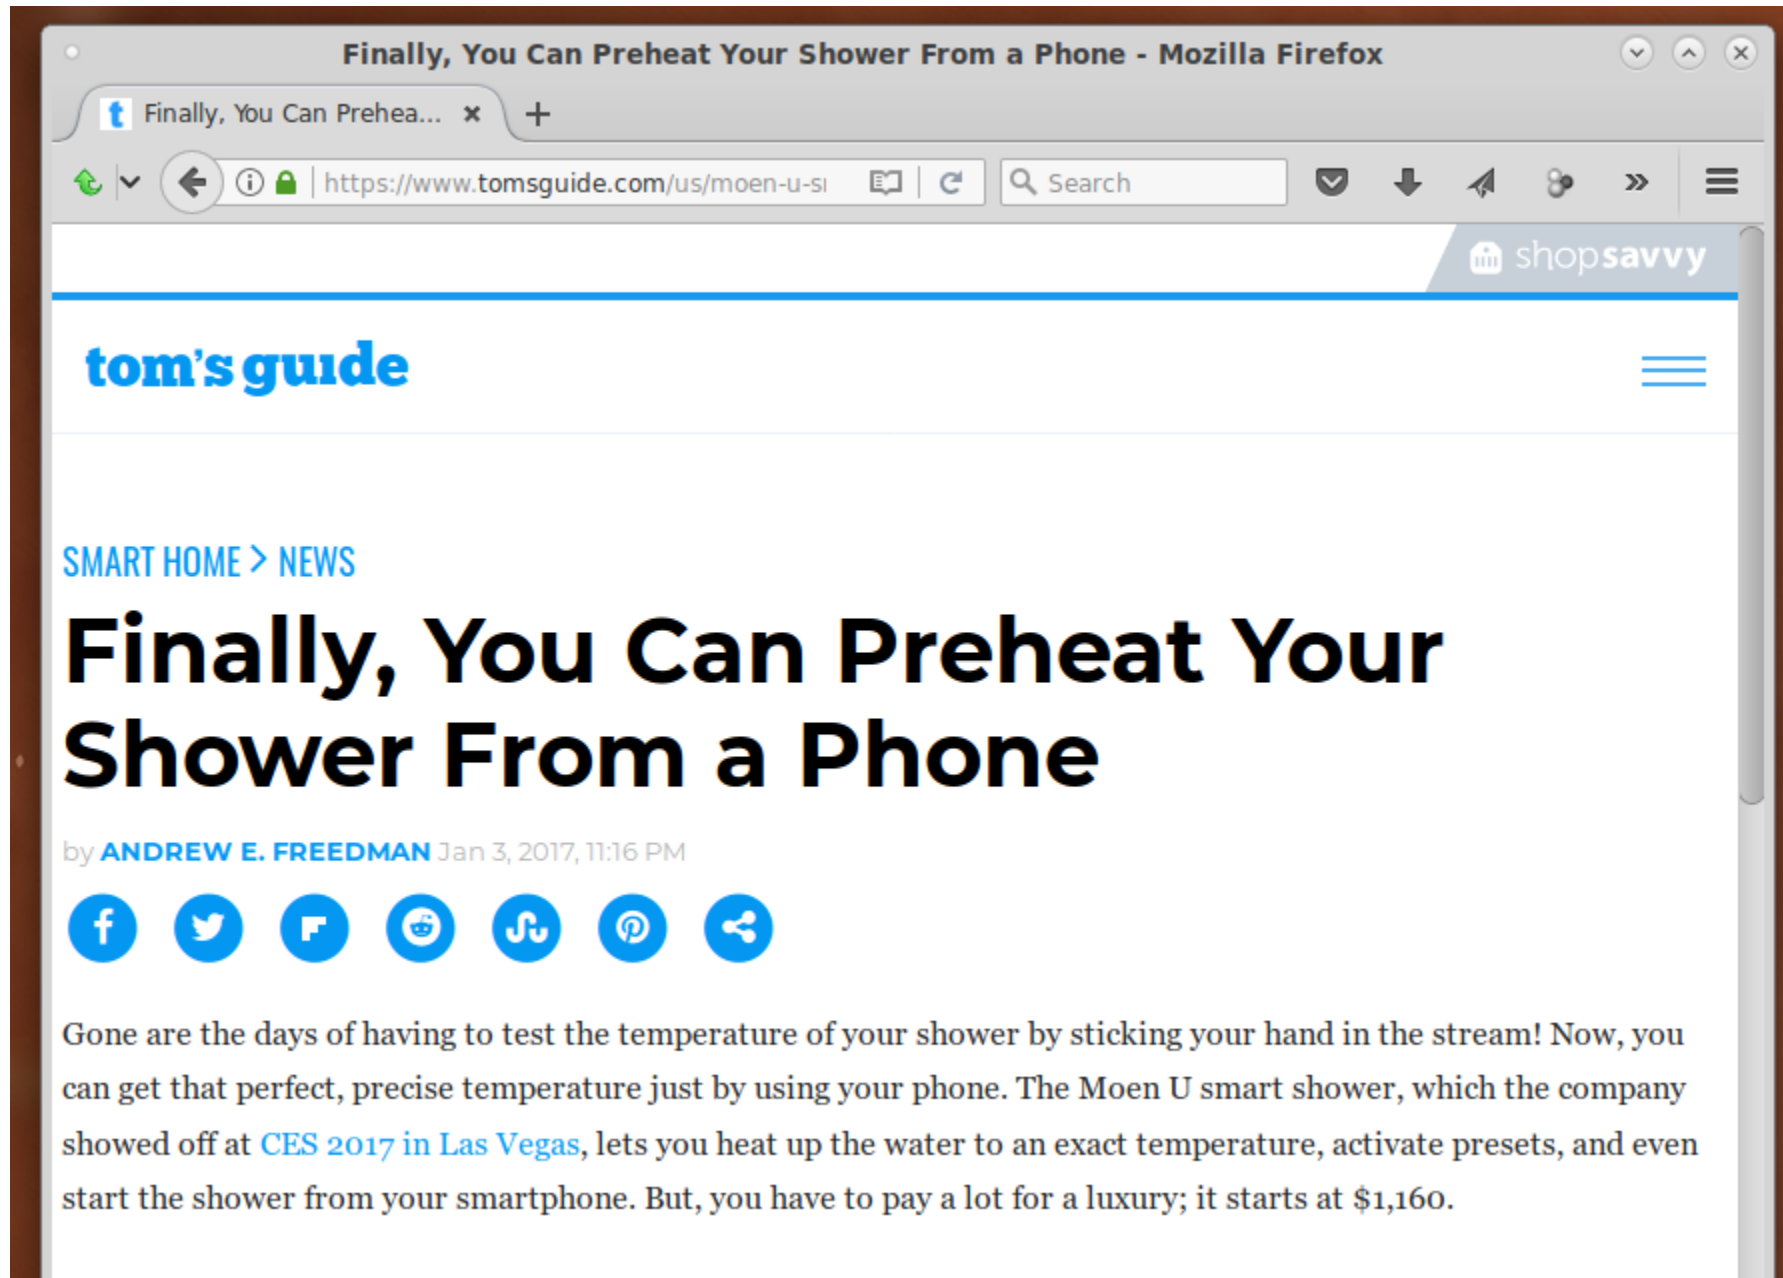 Finally, You Can Preheat Your Shower From a Phone - Mozilla Firefox
Finally, You Can Prehea...
https://www.tomsguide.com/us/moen-u-
Search
shopsavvy
tom's guide
SMART HOME > NEWS
Finally, You Can Preheat Your
Shower From a Phone
by ANDREW E. FREEDMAN Jan 3, 2017, 11:16 PM
Gone are the days of having to test the temperature of your shower by sticking your hand in the stream! Now, you
can get that perfect, precise temperature just by using your phone. The Moen U smart shower, which the company
showed off at CES 2017 in Las Vegas, lets you heat up the water to an exact temperature, activate presets, and even
start the shower from your smartphone. But, you have to pay a lot for a luxury; it starts at $1,160.